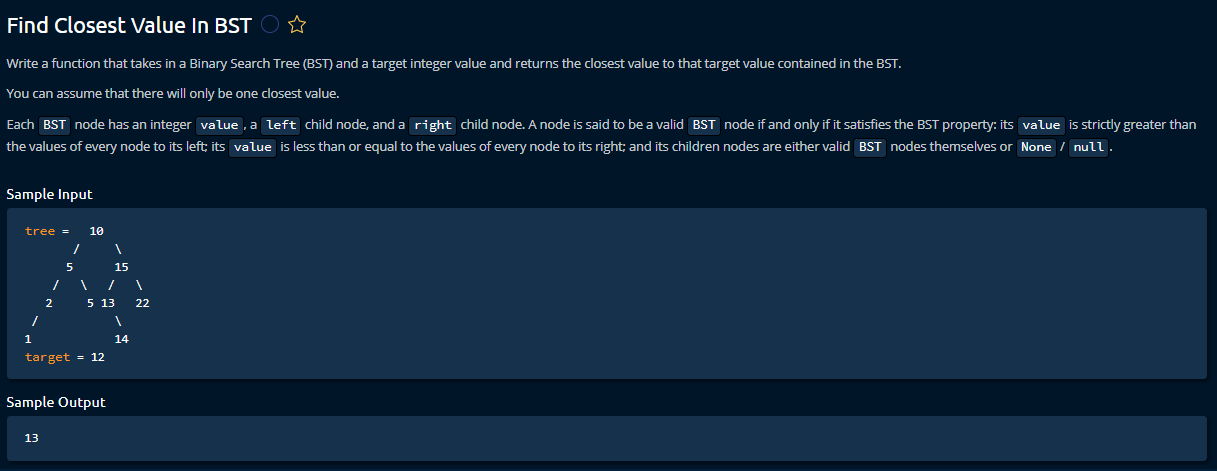 Find Closest Value In BST
Write a function that takes in a Binary Search Tree (BST) and a target integer value and returns the closest value to that target value contained in the BST.
You can assume that there will only be one closest value.
Each BST node has an integer value, a left child node, and a right child node. A node is said to be a valid BST node if and only if it satisfies the BST property: its value is strictly greater than
the values of every node to its left; its value is less than or equal to the values of every node to its right; and its children nodes are either valid BST nodes themselves or None / null.
Sample Input
tree =   10
       /     \
      5      15
    /   \   /   \
   2     5 13   22
 /           \
1            14
target = 12
Sample Output
13